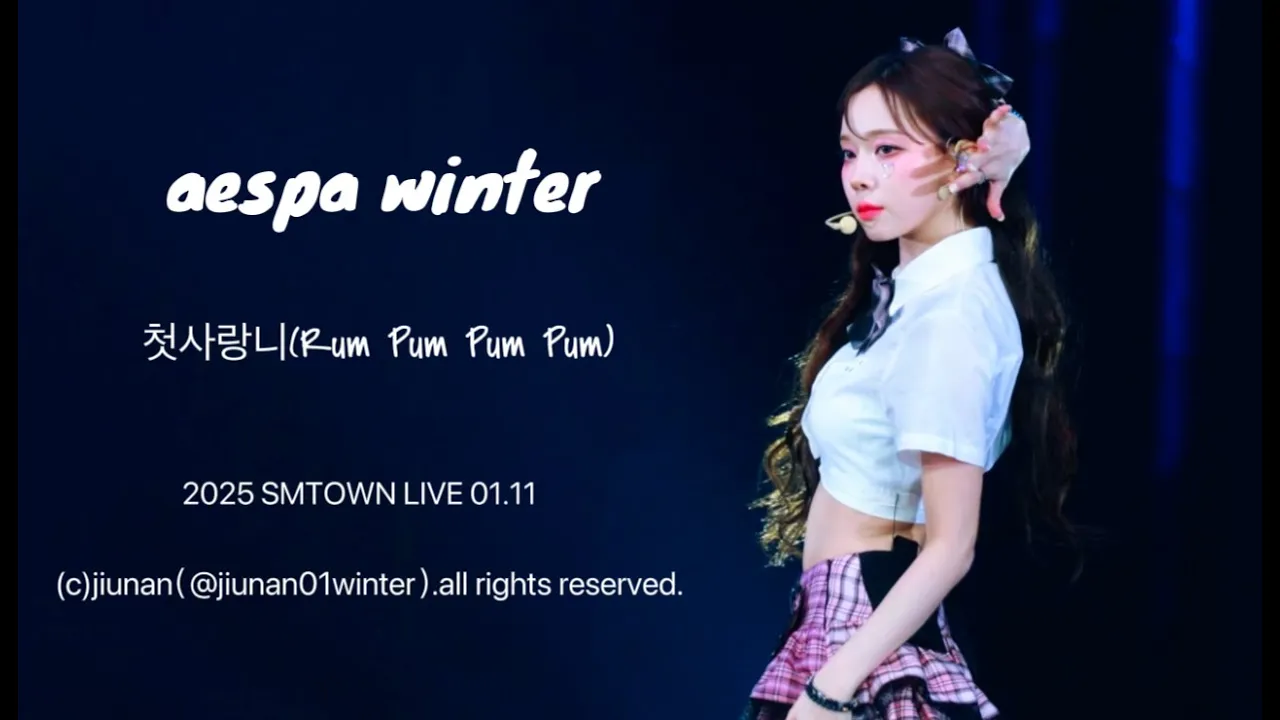 aespa winter
첫사랑니(Rum Pum Pum Pum)
2025 SMTOWN LIVE 01.11
(c)jiunan(@jiunan01winter).all rights reserved.